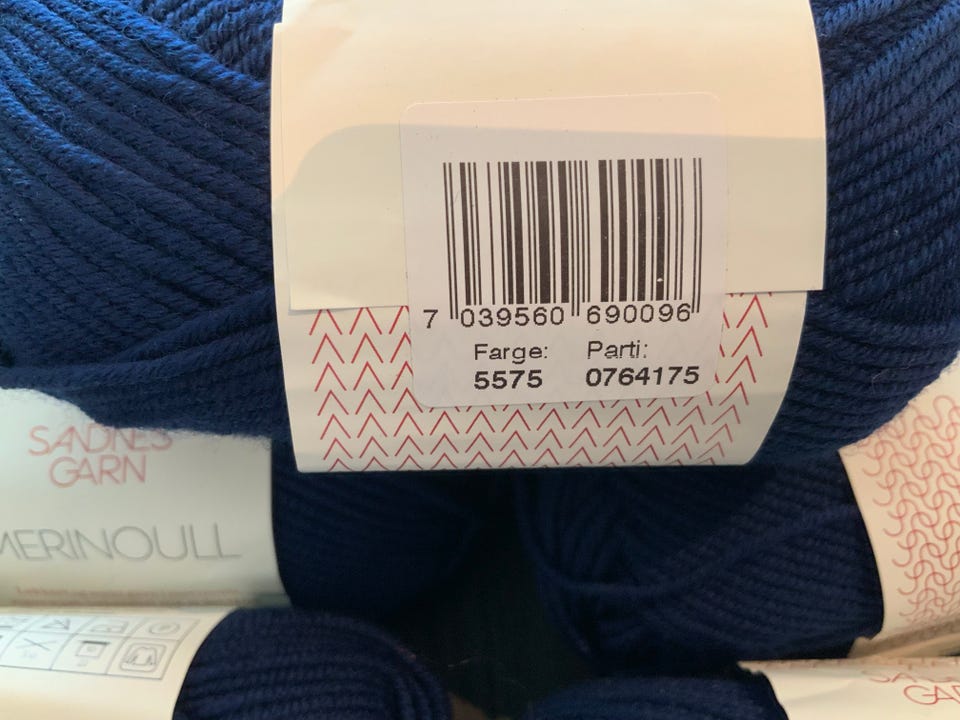 7 039560 690096
Farge: Parti:
5575 0764175
SANDNES
GARN
MERINOULL